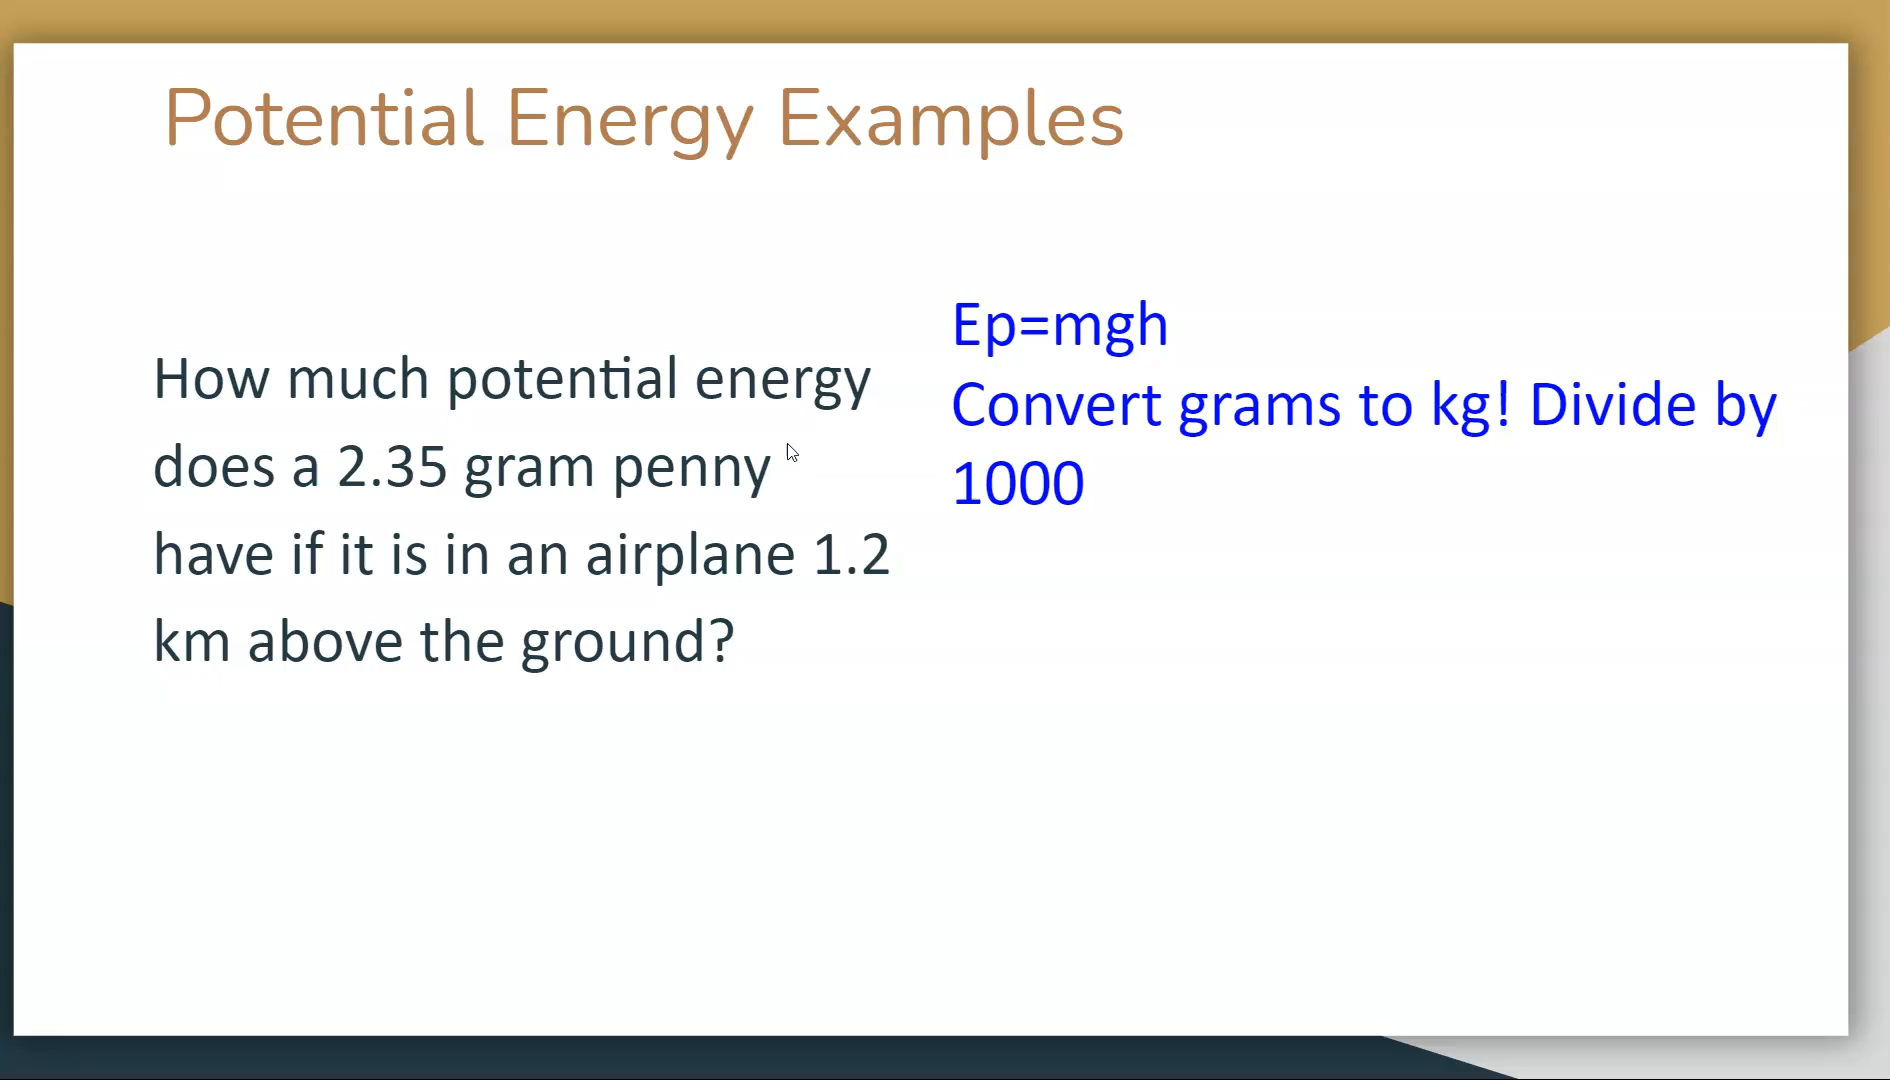 Potential Energy Examples
How much potential energy
does a 2.35 gram penny
have if it is in an airplane 1.2
km above the ground?
Ep=mgh
Convert grams to kg! Divide by
1000